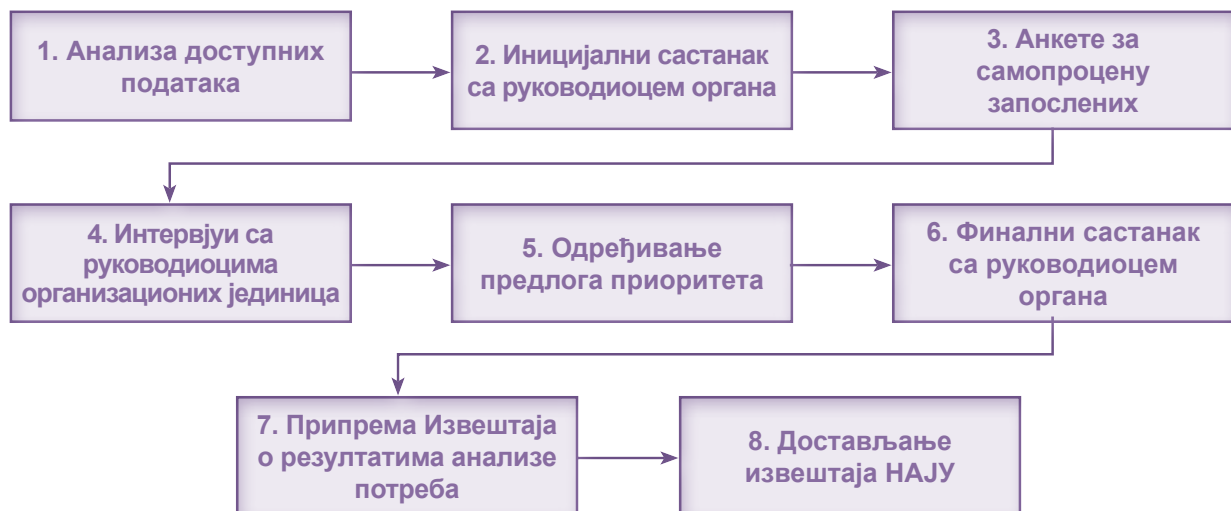 1. Анализа доступних
података
2. Иницијални састанак
са руководиоцем органа
3. Анкете за
самопроцену
запослених
4. Интервјуи са
руководиоцима
организационих јединица
5. Одређивање
предлога приоритета
6. Финални састанак
са руководиоцем
органа
7. Припрема Извештаја
о резултатима анализе
потреба
8. Достављање
извештаја НАЈУ